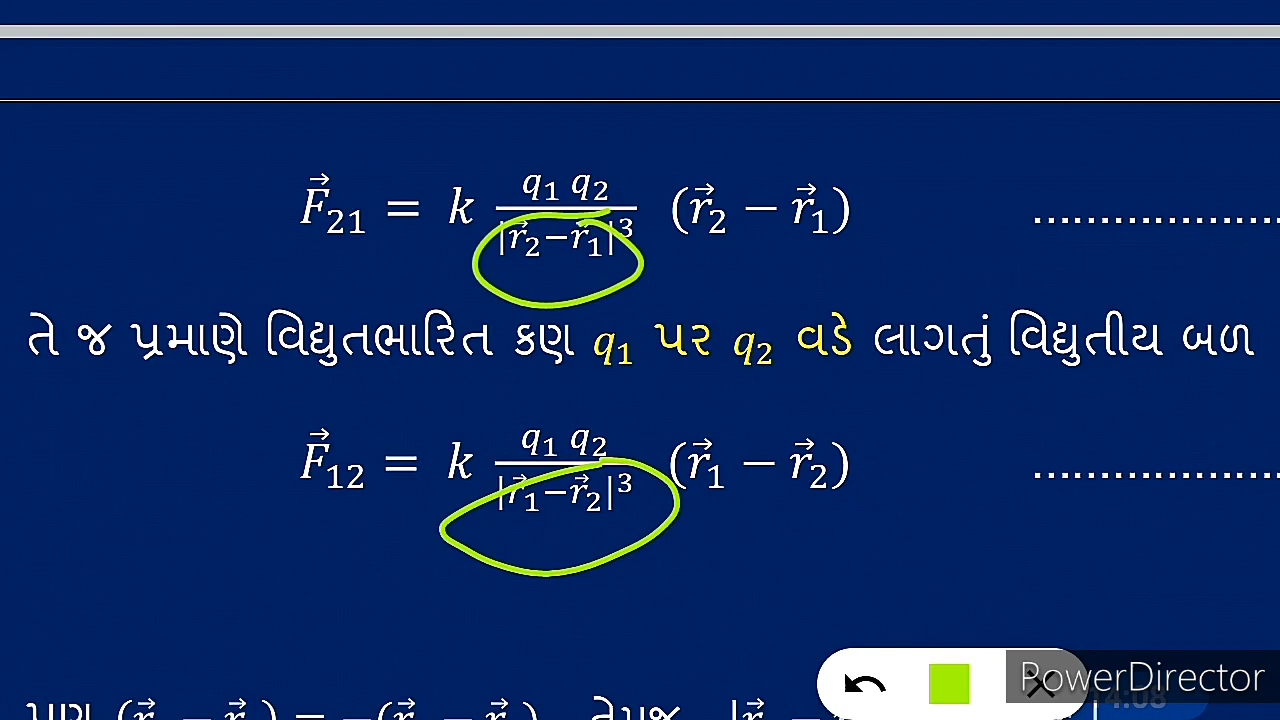 F⃗₂₁ = k q₁ q₂ / |r⃗₂−r⃗₁|³ (r⃗₂ − r⃗₁) ....................
તે જ પ્રમાણે વિદ્યુતભારિત કણ q₁ પર q₂ વડે લાગતું વિદ્યુતીય બળ
F⃗₁₂ = k q₁ q₂ / |r⃗₁−r⃗₂|³ (r⃗₁ − r⃗₂) ....................
PowerDirector